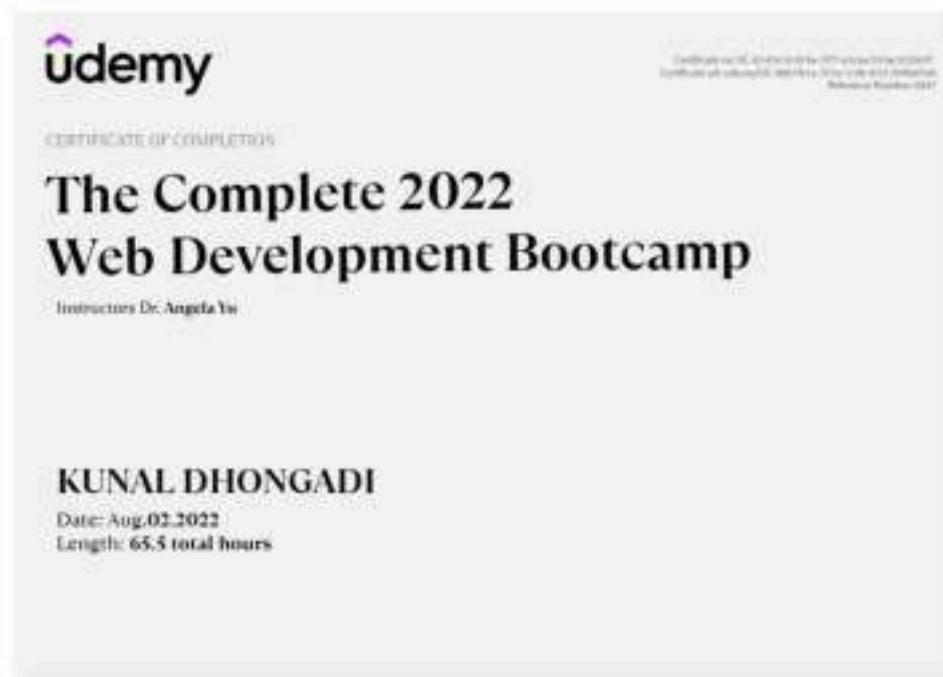 udemy
CERTIFICATE OF COMPLETION
The Complete 2022
Web Development Bootcamp
Instructors Dr. Angela Yu
KUNAL DHONGADI
Date: Aug.02.2022
Length: 65.5 total hours